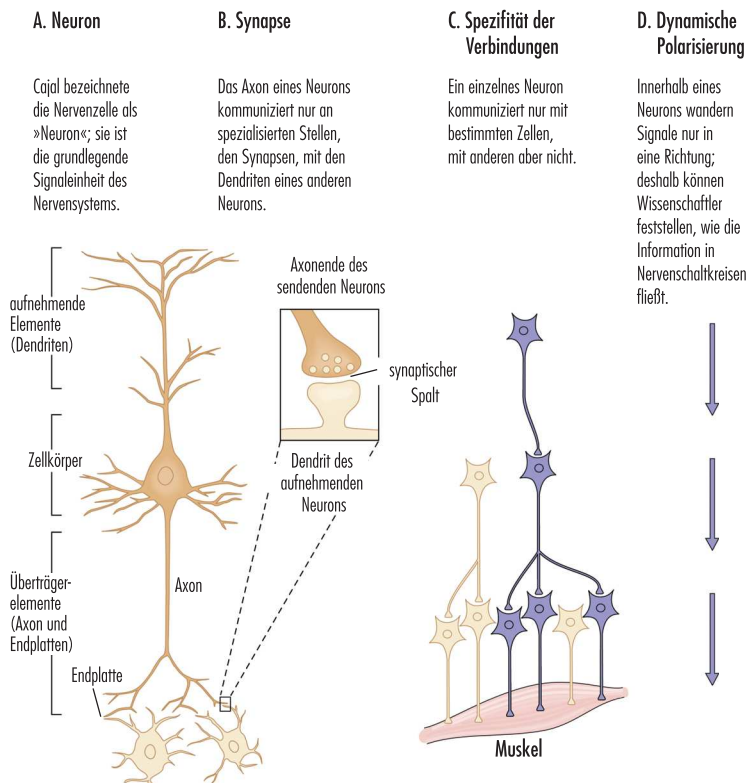 A. Neuron
Cajal bezeichnete
die Nervenzelle als
»Neuron«; sie ist
die grundlegende
Signaleinheit des
Nervensystems.
B. Synapse
Das Axon eines Neurons
kommuniziert nur an
spezialisierten Stellen,
den Synapsen, mit den
Dendriten eines anderen
Neurons.
C. Spezifität der
Verbindungen
Ein einzelnes Neuron
kommuniziert nur mit
bestimmten Zellen,
mit anderen aber nicht.
D. Dynamische
Polarisierung
Innerhalb eines
Neurons wandern
Signale nur in
eine Richtung;
deshalb können
Wissenschaftler
feststellen, wie die
Information in
Nervenschaltkreisen
fließt.
aufnehmende
Elemente
(Dendriten)
Zellkörper
Überträger-
elemente
(Axon und
Endplatten)
Axon
Endplatte
Axonende des
sendenden Neurons
synaptischer
Spalt
Dendrit des
aufnehmenden
Neurons
Muskel